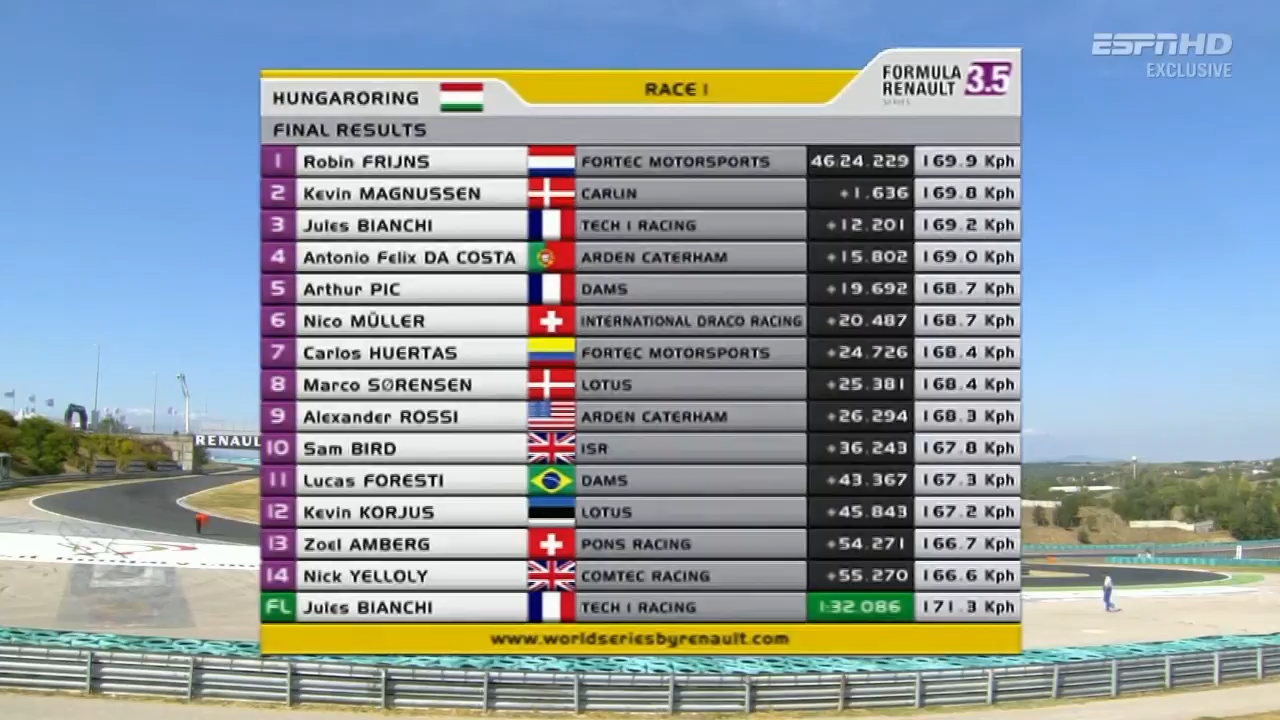 ESPN HD
EXCLUSIVE
HUNGARORING RACE 1 FORMULA RENAULT 3.5 SERIES
FINAL RESULTS
1 Robin FRIJNS FORTEC MOTORSPORTS 46:24.229 169.9 Kph
2 Kevin MAGNUSSEN CARLIN +1.636 169.8 Kph
3 Jules BIANCHI TECH 1 RACING +12.201 169.2 Kph
4 Antonio Felix DA COSTA ARDEN CATERHAM +15.802 169.0 Kph
5 Arthur PIC DAMS +19.692 168.7 Kph
6 Nico MÜLLER INTERNATIONAL DRACO RACING +20.487 168.7 Kph
7 Carlos HUERTAS FORTEC MOTORSPORTS +24.726 168.4 Kph
8 Marco SØRENSEN LOTUS +25.381 168.4 Kph
9 Alexander ROSSI ARDEN CATERHAM +26.294 168.3 Kph
10 Sam BIRD ISR +36.243 167.8 Kph
11 Lucas FORESTI DAMS +43.367 167.3 Kph
12 Kevin KORJUS LOTUS +45.843 167.2 Kph
13 Zoel AMBERG PONS RACING +54.271 166.7 Kph
14 Nick YELLOLY COMTEC RACING +55.270 166.6 Kph
FL Jules BIANCHI TECH 1 RACING 1:32.086 171.3 Kph
www.worldseriesbyrenault.com
RENAUL